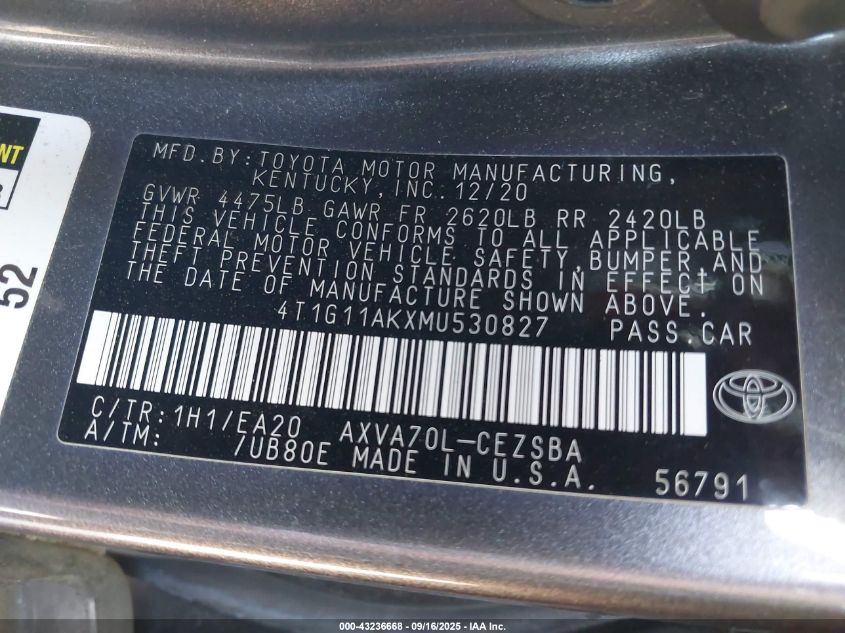 NT
52
MFD.BY:TOYOTA MOTOR MANUFACTURING,
KENTUCKY,INC.12/20
GVWR 4475LB GAWR FR 2620LB RR 2420LB
THIS VEHICLE CONFORMS TO ALL APPLICABLE
FEDERAL MOTOR VEHICLE SAFETY,BUMPER,AND
THEFT PREVENTION STANDARDS IN EFFECT ON
THE DATE OF MANUFACTURE SHOWN ABOVE.
4T1G11AKXMU530827 PASS.CAR
C/TR:1H1/EA20 AXVA70L-CEZSBA
A/TM: /UB80E MADE IN U.S.A. 56791
000-43236668 - 09/16/2025 - IAA Inc.